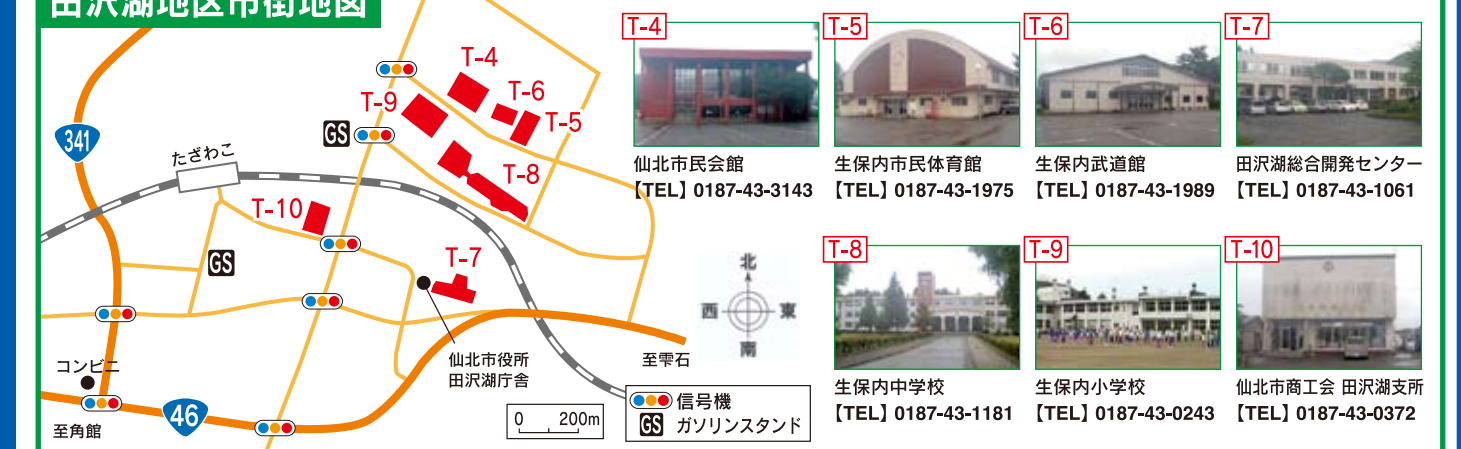 田沢湖地区市街地図
341
たざわこ
GS
T-4
T-6
T-5
T-9
T-8
T-10
GS
T-7
コンビニ
至角館
46
仙北市役所
田沢湖庁舎
至雫石
北
西
東
南
0 200m
信号機
GS ガソリンスタンド
T-4
仙北市民会館
【TEL】0187-43-3143
T-5
生保内市民体育館
【TEL】0187-43-1975
T-6
生保内武道館
【TEL】0187-43-1989
T-7
田沢湖総合開発センター
【TEL】0187-43-1061
T-8
生保内中学校
【TEL】0187-43-1181
T-9
生保内小学校
【TEL】0187-43-0243
T-10
仙北市商工会 田沢湖支所
【TEL】0187-43-0372